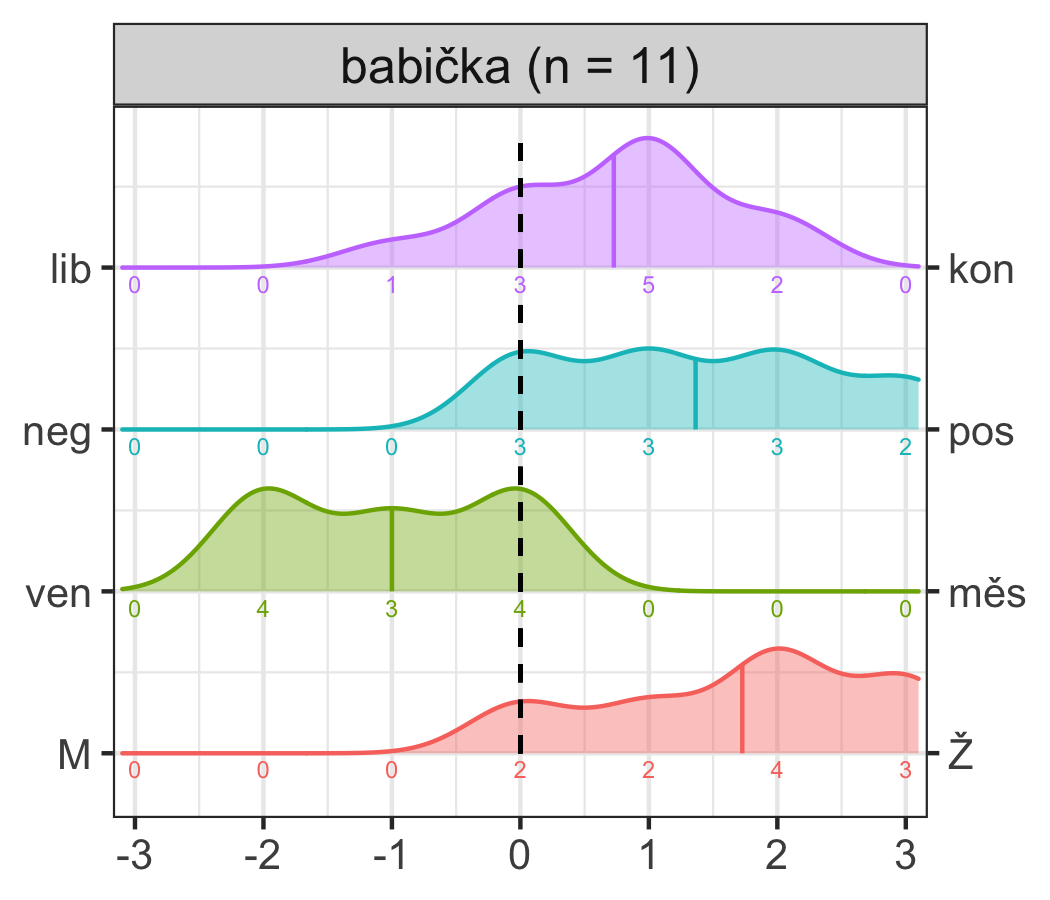 babička (n = 11)
lib kon
0 0 1 3 5 2 0
neg pos
0 0 0 3 3 3 2
ven měs
0 4 3 4 0 0 0
M Ž
0 0 0 2 2 4 3
-3 -2 -1 0 1 2 3